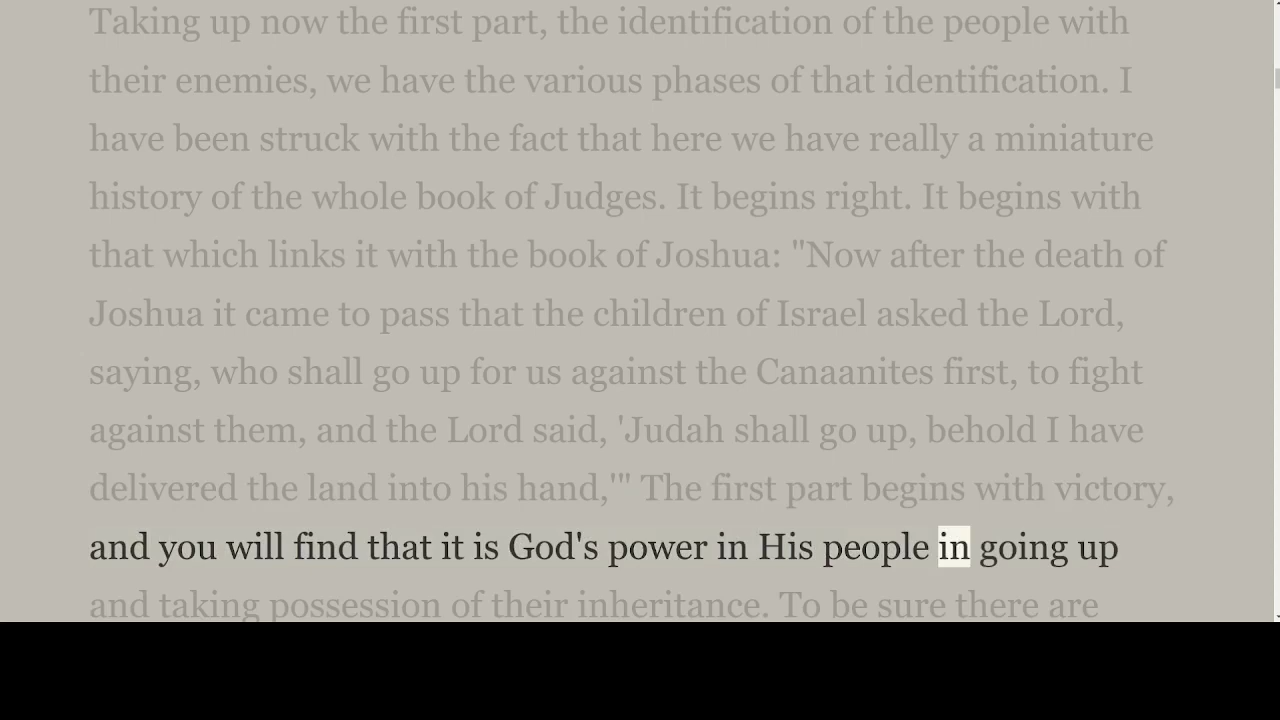 Taking up now the first part, the identification of the people with
their enemies, we have the various phases of that identification. I
have been struck with the fact that here we have really a miniature
history of the whole book of Judges. It begins right. It begins with
that which links it with the book of Joshua: "Now after the death of
Joshua it came to pass that the children of Israel asked the Lord,
saying, who shall go up for us against the Canaanites first, to fight
against them, and the Lord said, 'Judah shall go up, behold I have
delivered the land into his hand,'" The first part begins with victory,
and you will find that it is God's power in His people in going up
and taking possession of their inheritance. To be sure there are